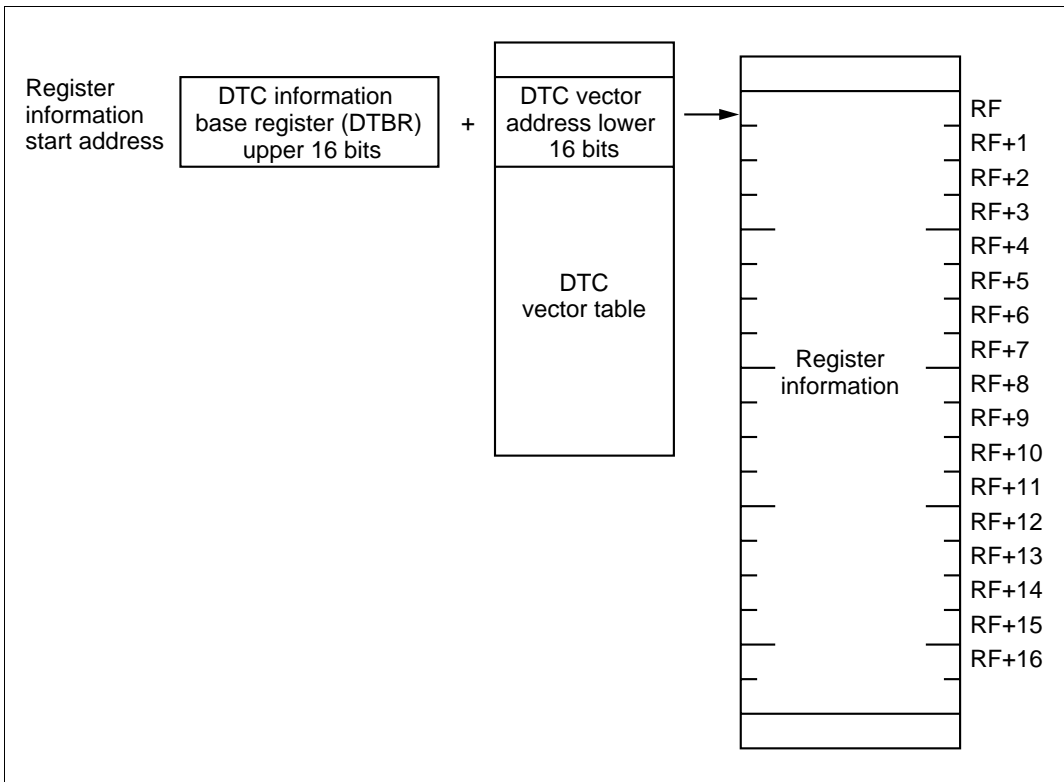 Register
information
start address
DTC information
base register (DTBR)
upper 16 bits
+
DTC vector
address lower
16 bits
DTC
vector table
Register
information
RF
RF+1
RF+2
RF+3
RF+4
RF+5
RF+6
RF+7
RF+8
RF+9
RF+10
RF+11
RF+12
RF+13
RF+14
RF+15
RF+16